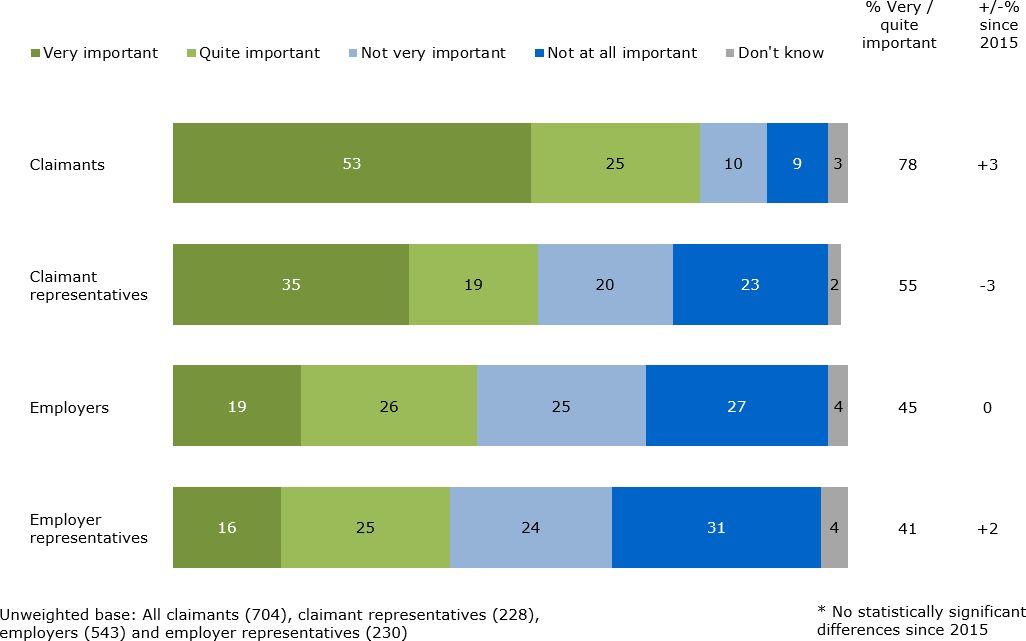 % Very / quite important
+/-% since 2015
Very important
Quite important
Not very important
Not at all important
Don't know
Claimants
53
25
10
9
3
78
+3
Claimant
representatives
35
19
20
23
2
55
-3
Employers
19
26
25
27
4
45
0
Employer
representatives
16
25
24
31
4
41
+2
Unweighted base: All claimants (704), claimant representatives (228),
employers (543) and employer representatives (230)
* No statistically significant
differences since 2015